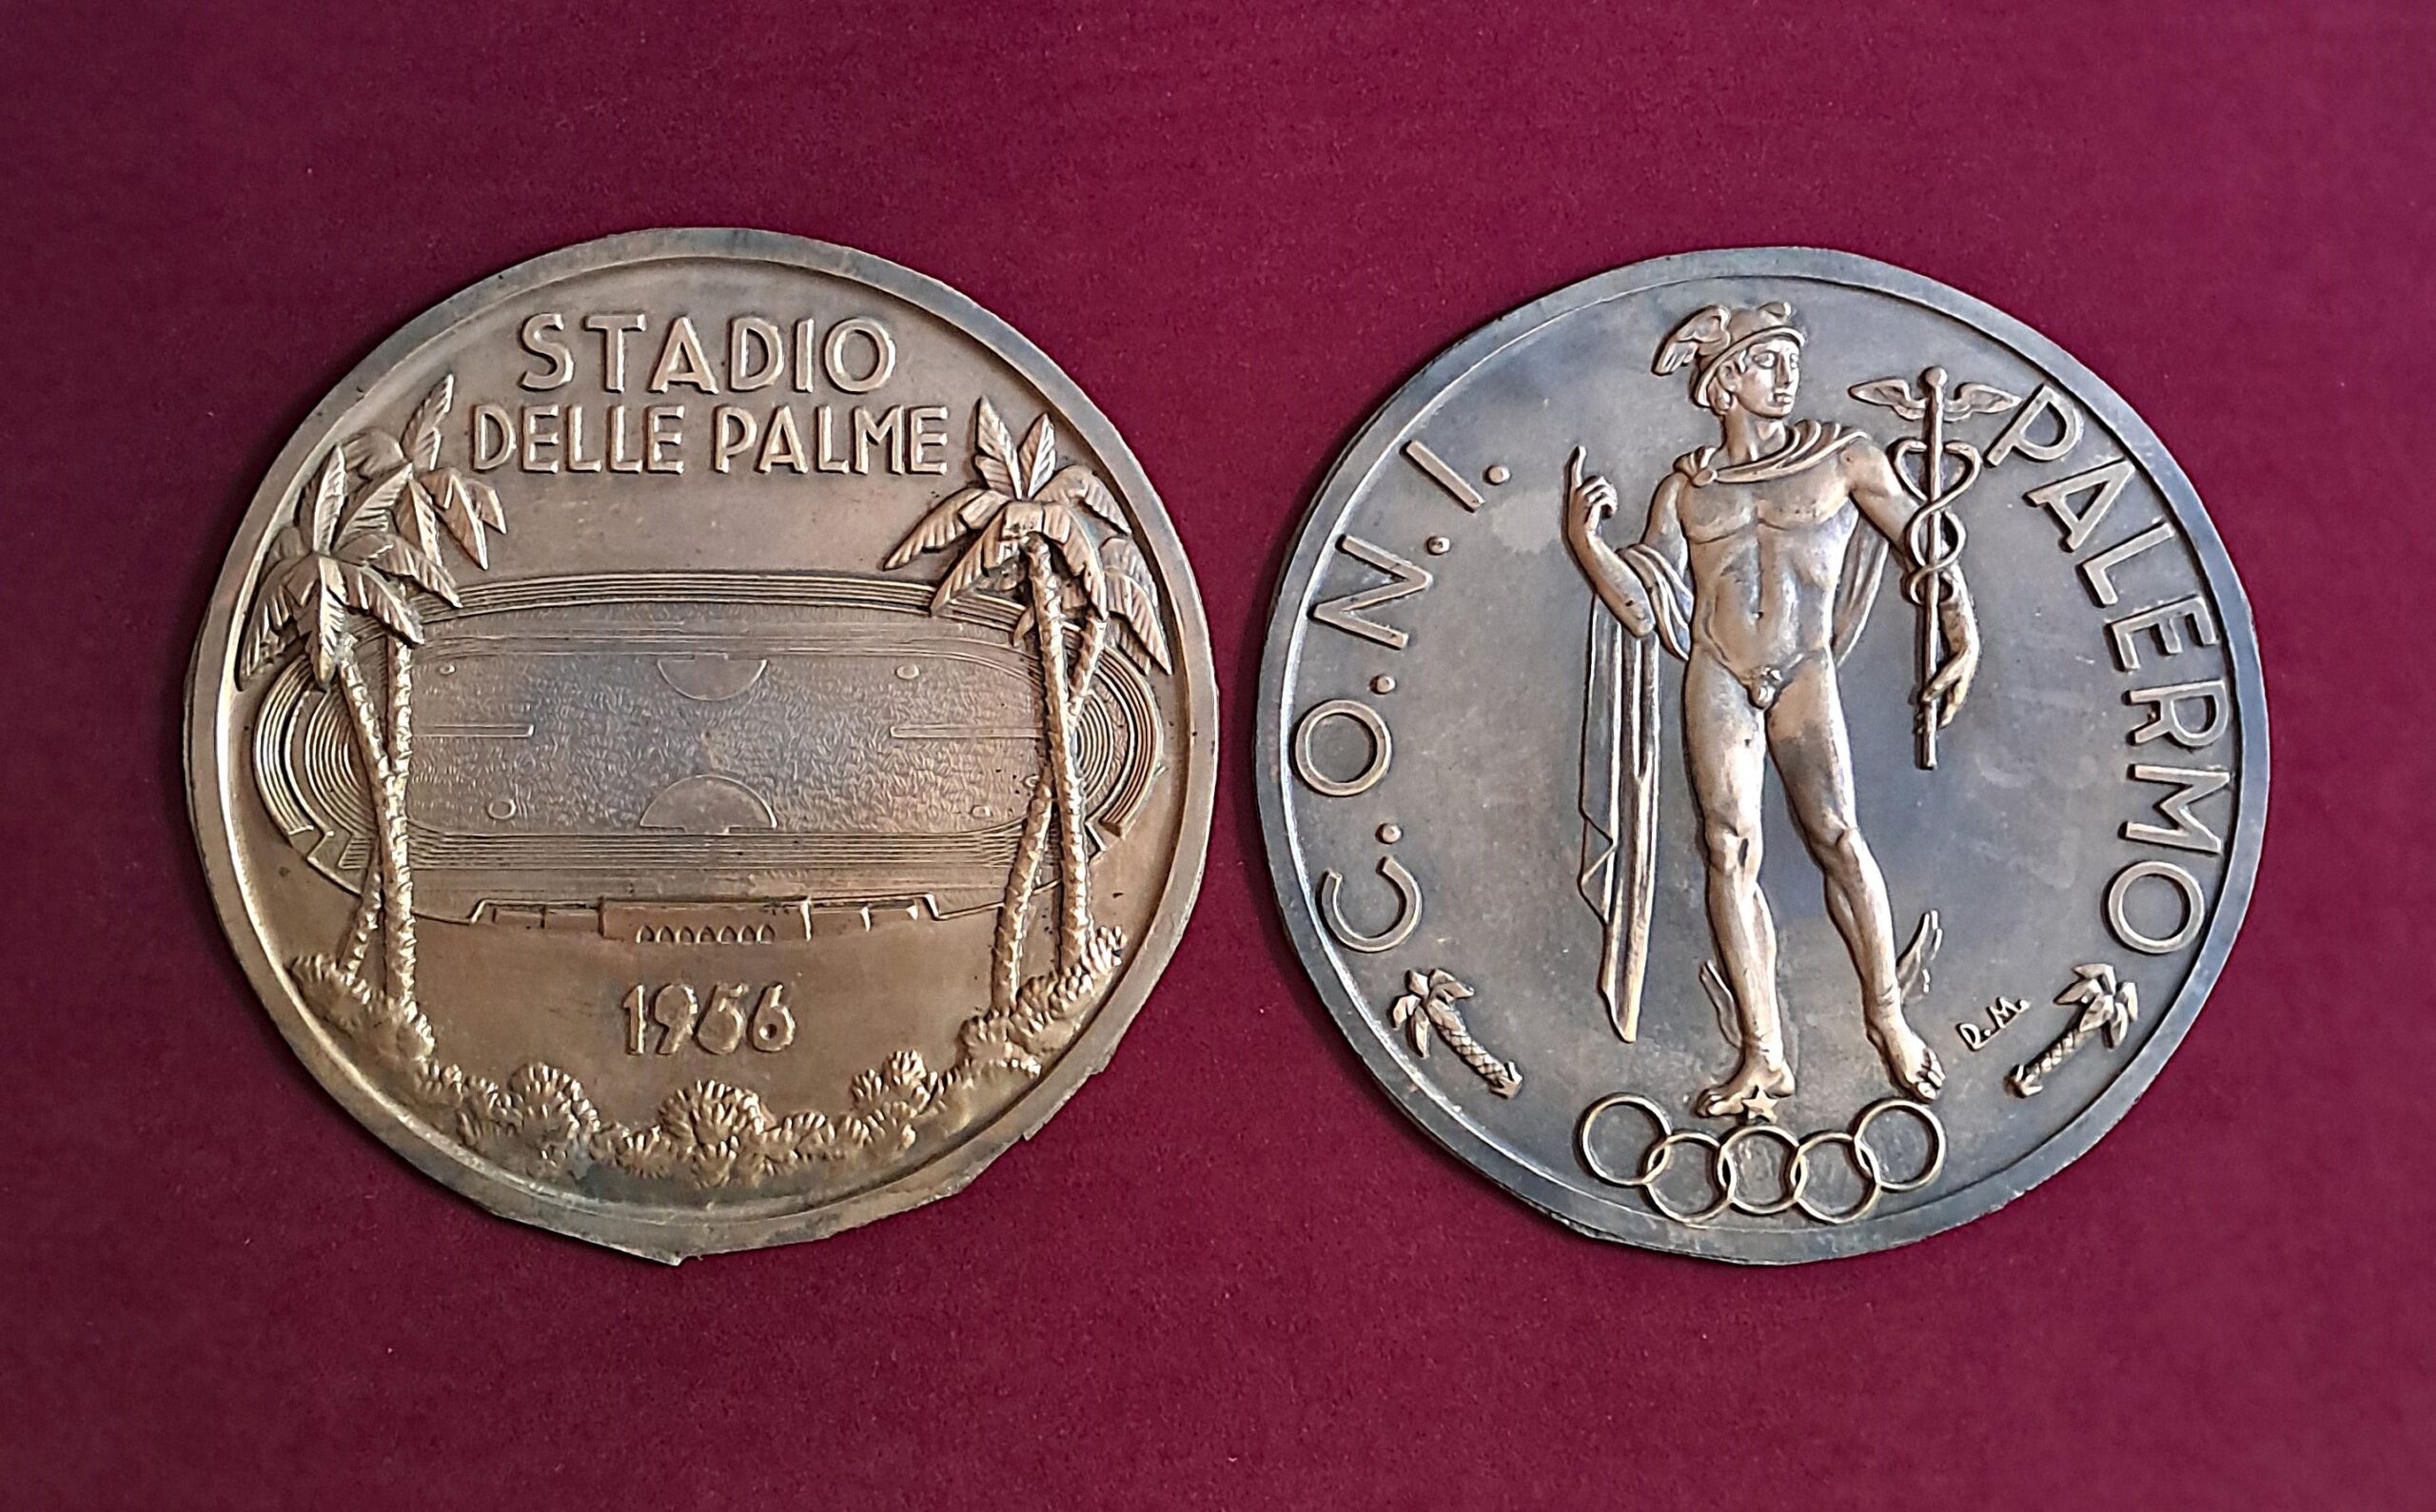 STADIO
DELLE PALME
1956
C.O.N.I.
PALERMO
D.M.